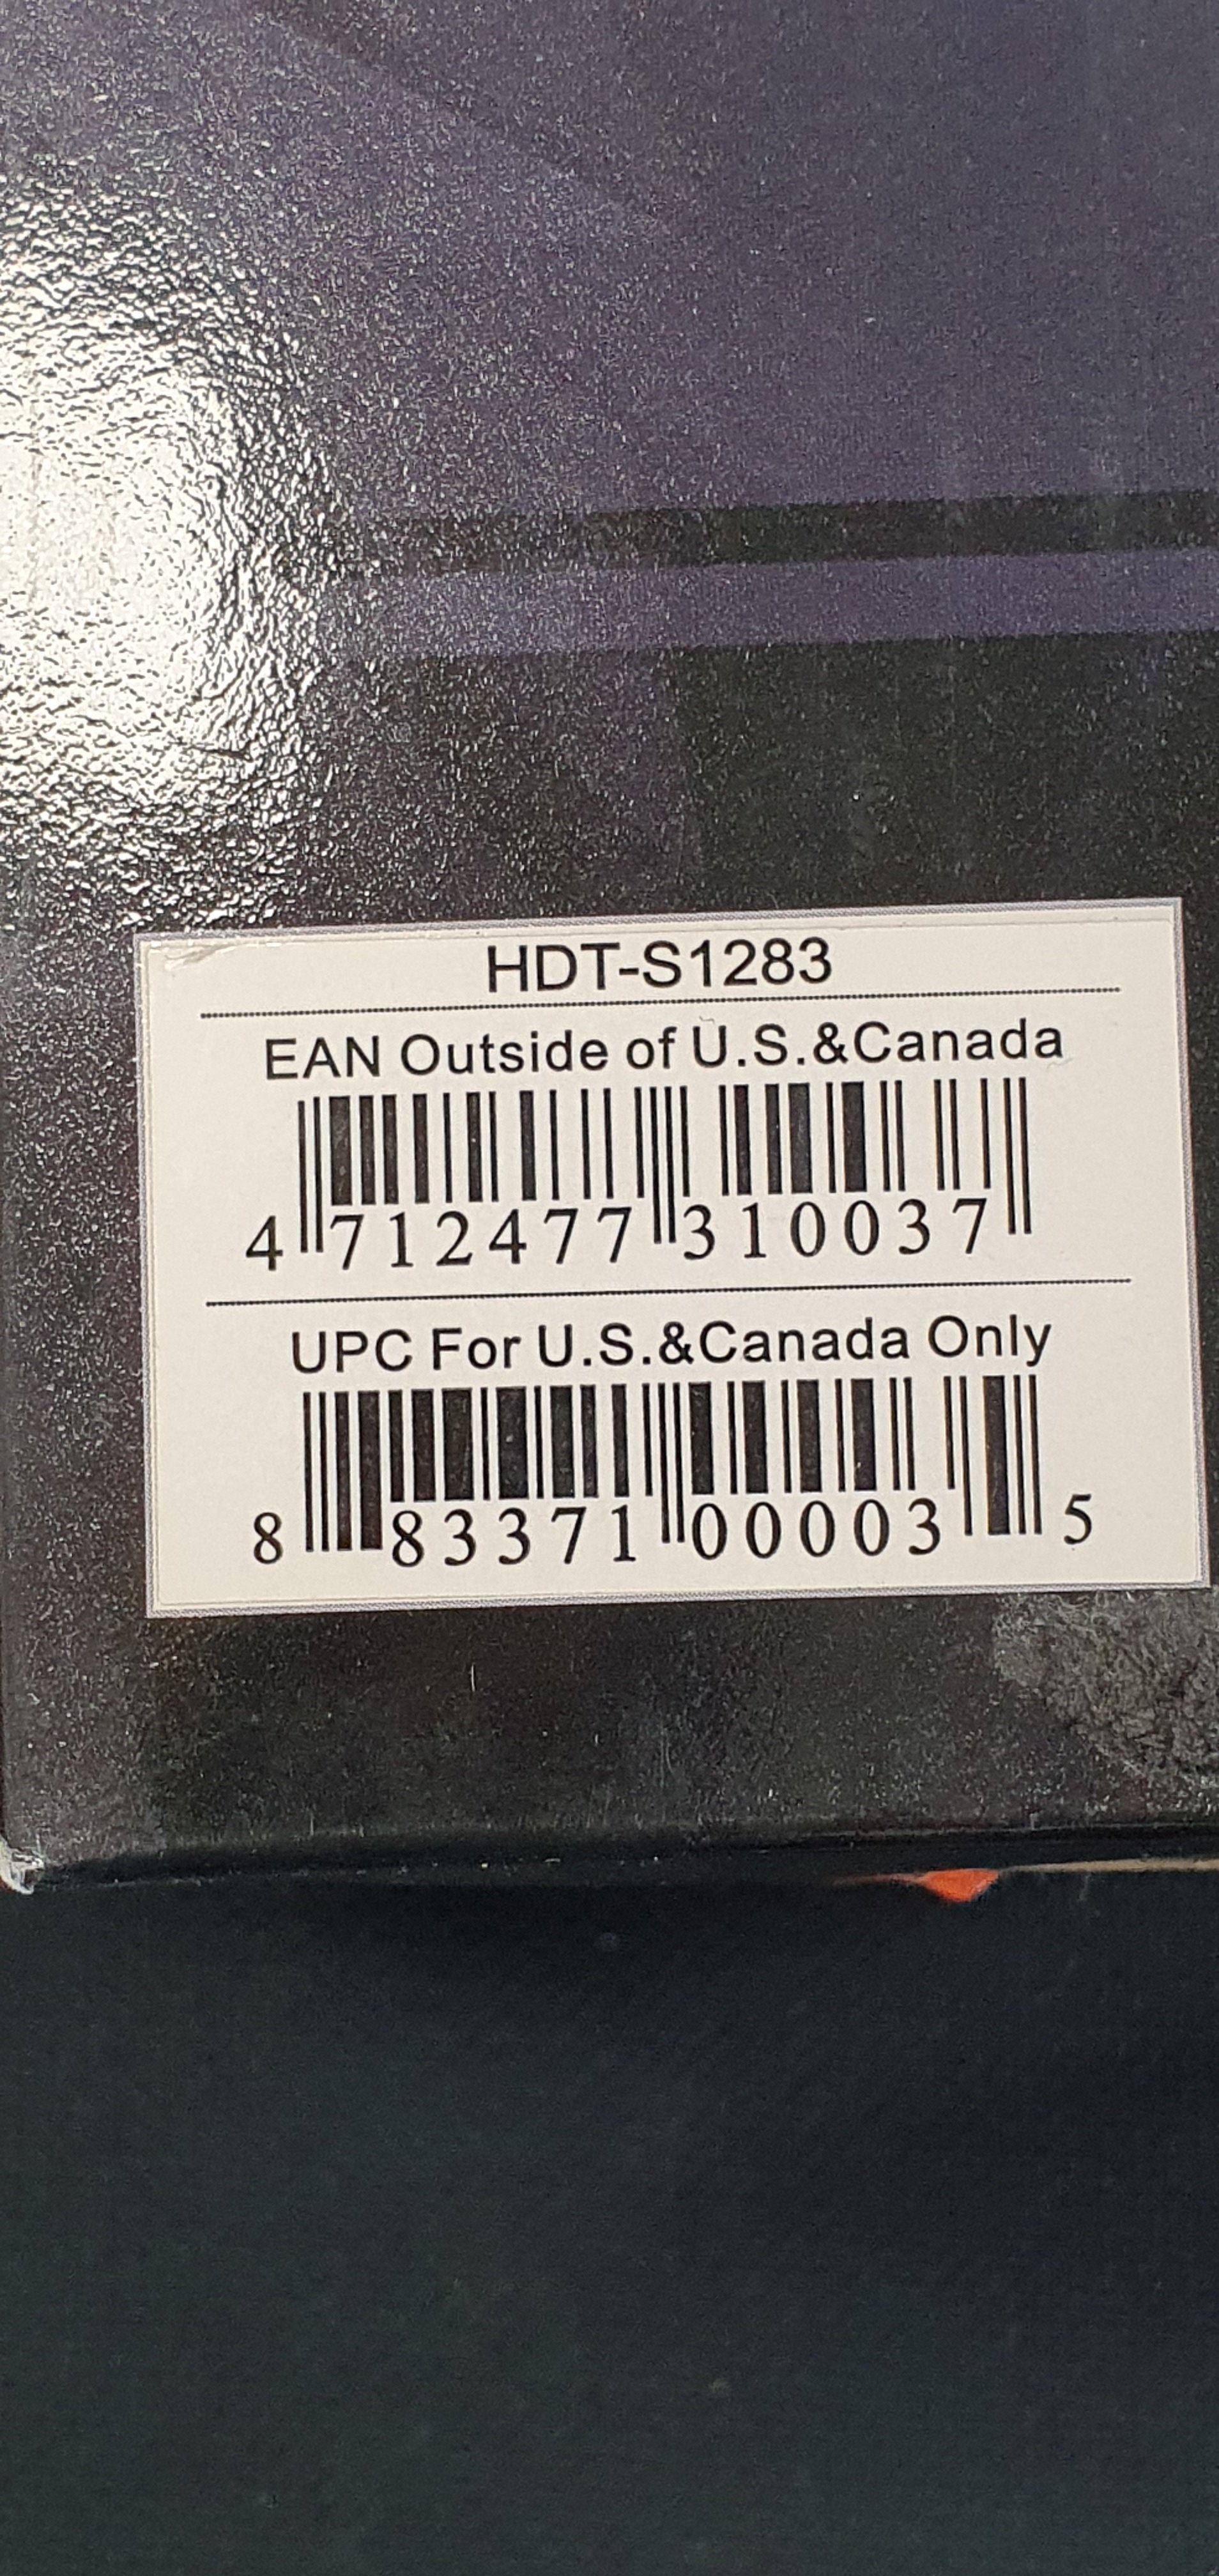 HDT-S1283
EAN Outside of U.S.&Canada
4 712477 310037
UPC For U.S.&Canada Only
8 83371 00003 5